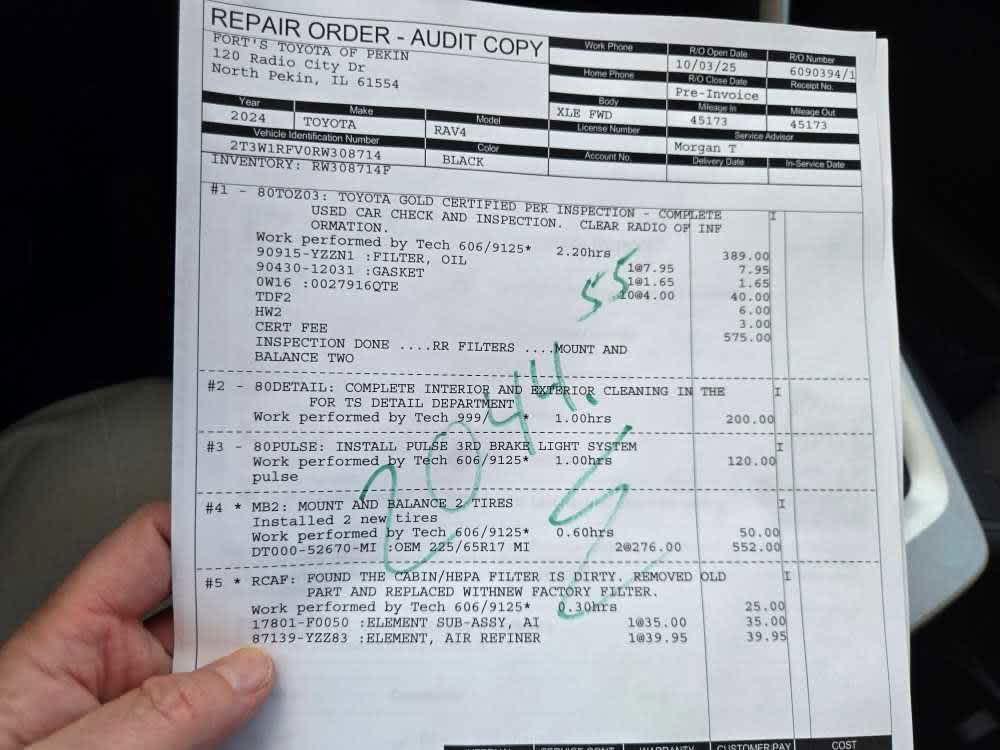 REPAIR ORDER - AUDIT COPY
FORT'S TOYOTA OF PEKIN
120 Radio City Dr
North Pekin, IL 61554
Work Phone
R/O Open Date
R/O Number
10/03/25
6090394/1
Home Phone
R/O Close Date
Receipt No.
Pre-Invoice
Year
Make
Model
Body
Mileage In
Mileage Out
2024
TOYOTA
RAV4
XLE FWD
45173
45173
Vehicle Identification Number
Color
License Number
Service Advisor
2T3W1RFV0RW308714
BLACK
Morgan T
Account No.
Delivery Date
In-Service Date
INVENTORY: RW308714F
#1 - 80TOZ03: TOYOTA GOLD CERTIFIED PER INSPECTION - COMPLETE I
USED CAR CHECK AND INSPECTION. CLEAR RADIO OF INF
ORMATION.
Work performed by Tech 606/9125* 2.20hrs 389.00
90915-YZZN1 :FILTER, OIL 1@7.95 7.95
90430-12031 :GASKET 1@1.65 1.65
0W16 :0027916QTE 10@4.00 40.00
TDF2 6.00
HW2 3.00
CERT FEE 575.00
INSPECTION DONE ....RR FILTERS ....MOUNT AND
BALANCE TWO
#2 - 80DETAIL: COMPLETE INTERIOR AND EXTERIOR CLEANING IN THE I
FOR TS DETAIL DEPARTMENT
Work performed by Tech 999/ * 1.00hrs 200.00
#3 - 80PULSE: INSTALL PULSE 3RD BRAKE LIGHT SYSTEM I
Work performed by Tech 606/9125* 1.00hrs 120.00
pulse
#4 * MB2: MOUNT AND BALANCE 2 TIRES I
Installed 2 new tires
Work performed by Tech 606/9125* 0.60hrs 50.00
DT000-52670-MI :OEM 225/65R17 MI 2@276.00 552.00
#5 * RCAF: FOUND THE CABIN/HEPA FILTER IS DIRTY. REMOVED OLD I
PART AND REPLACED WITHNEW FACTORY FILTER.
Work performed by Tech 606/9125* 0.30hrs 25.00
17801-F0050 :ELEMENT SUB-ASSY, AI 1@35.00 35.00
87139-YZZ83 :ELEMENT, AIR REFINER 1@39.95 39.95
2044.55
CUSTOMER PAY
COST